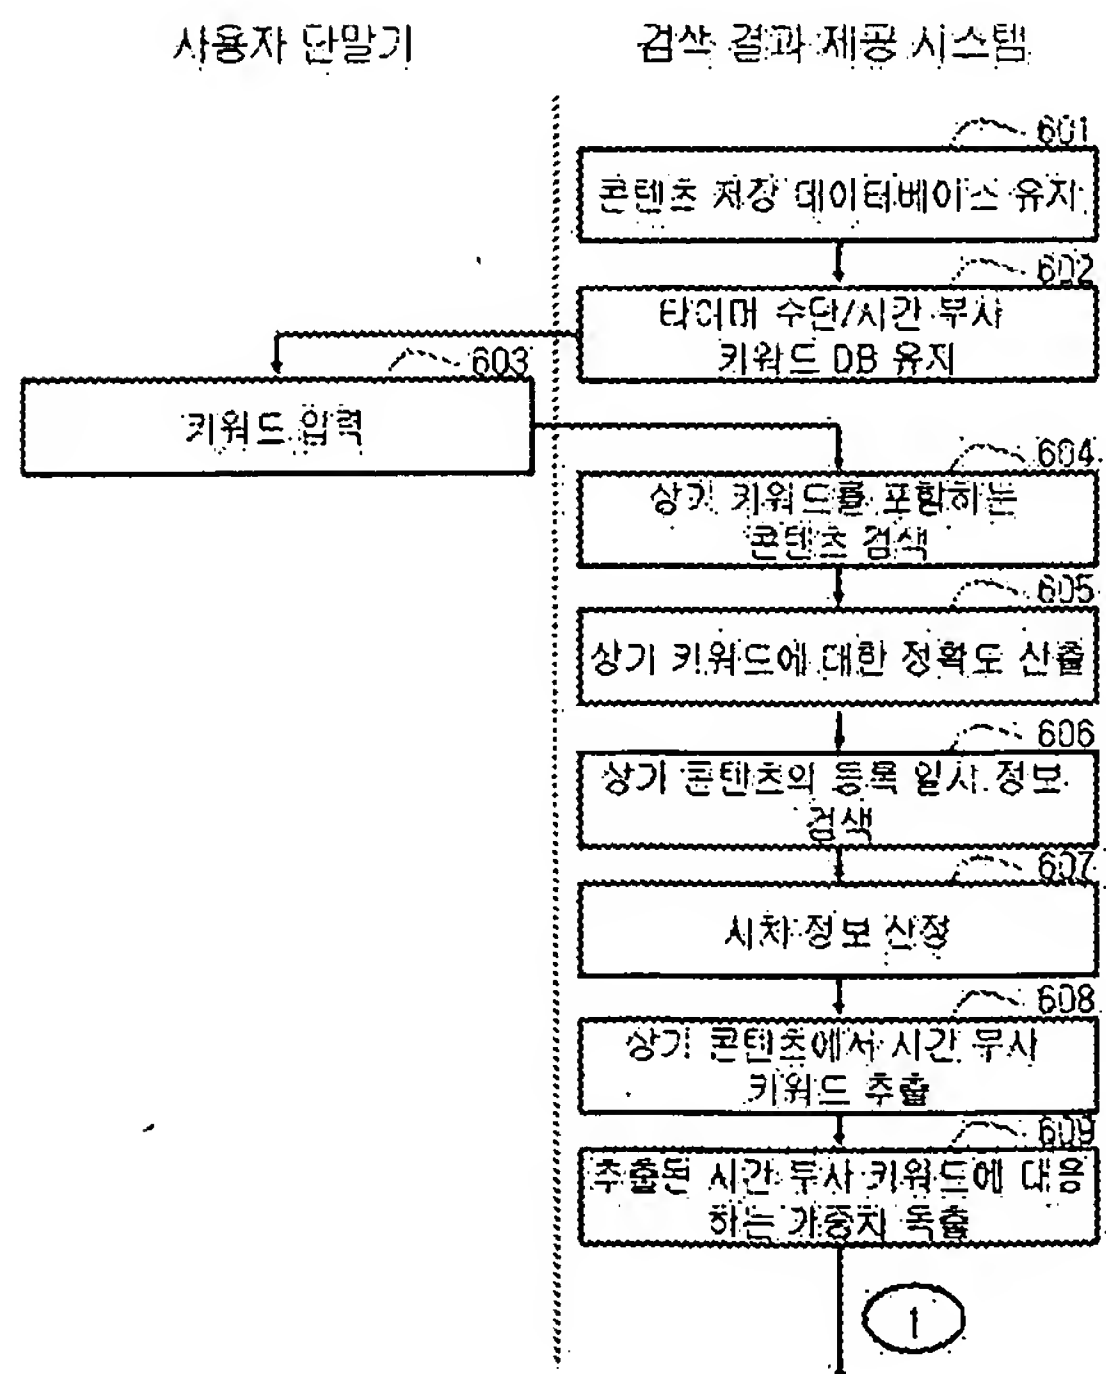 사용자 단말기
검색 결과 제공 시스템
601
콘텐츠 저장 데이터베이스 유지
602
타이머 수단/시간 부사
키워드 DB 유지
603
키워드 입력
604
상기 키워드를 포함하는
콘텐츠 검색
605
상기 키워드에 대한 정확도 산출
606
상기 콘텐츠의 등록 일시 정보
검색
607
시차 정보 산정
608
상기 콘텐츠에서 시간 부사
키워드 추출
609
추출된 시간 부사 키워드에 대응
하는 가중치 독출
1